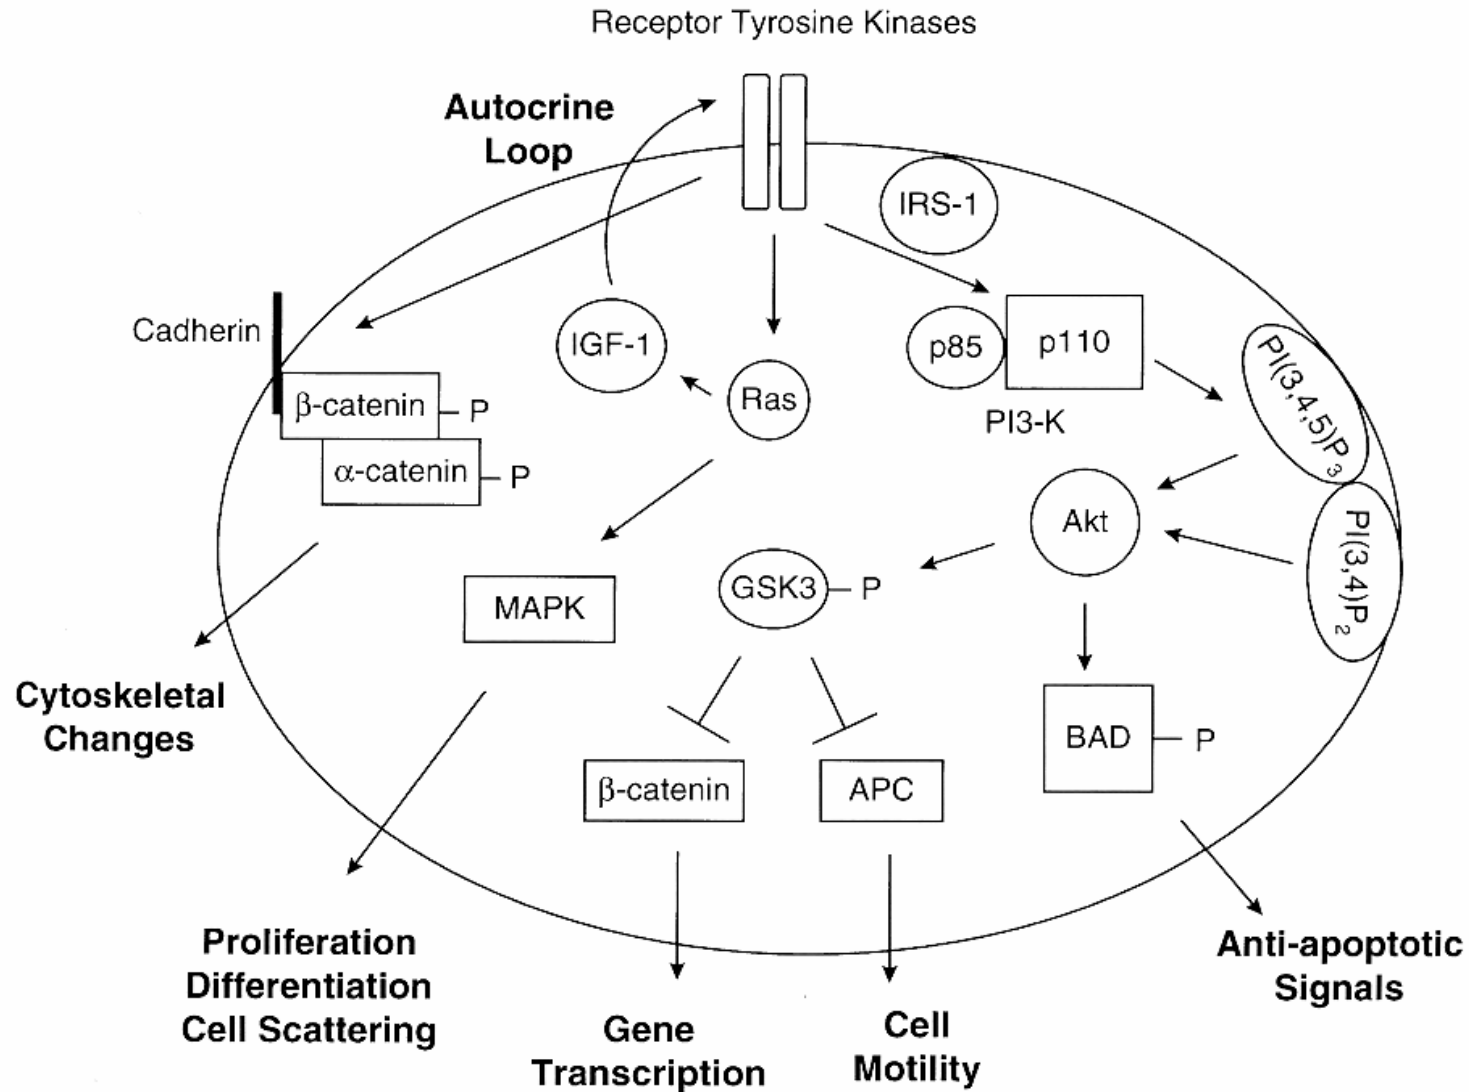 Receptor Tyrosine Kinases
Autocrine
Loop
IRS-1
Cadherin
IGF-1
p85
p110
PI(3,4,5)P3
β-catenin
P
Ras
PI3-K
α-catenin
P
Akt
PI(3,4)P2
MAPK
GSK3
P
Cytoskeletal
Changes
BAD
P
β-catenin
APC
Proliferation
Differentiation
Cell Scattering
Gene
Transcription
Cell
Motility
Anti-apoptotic
Signals